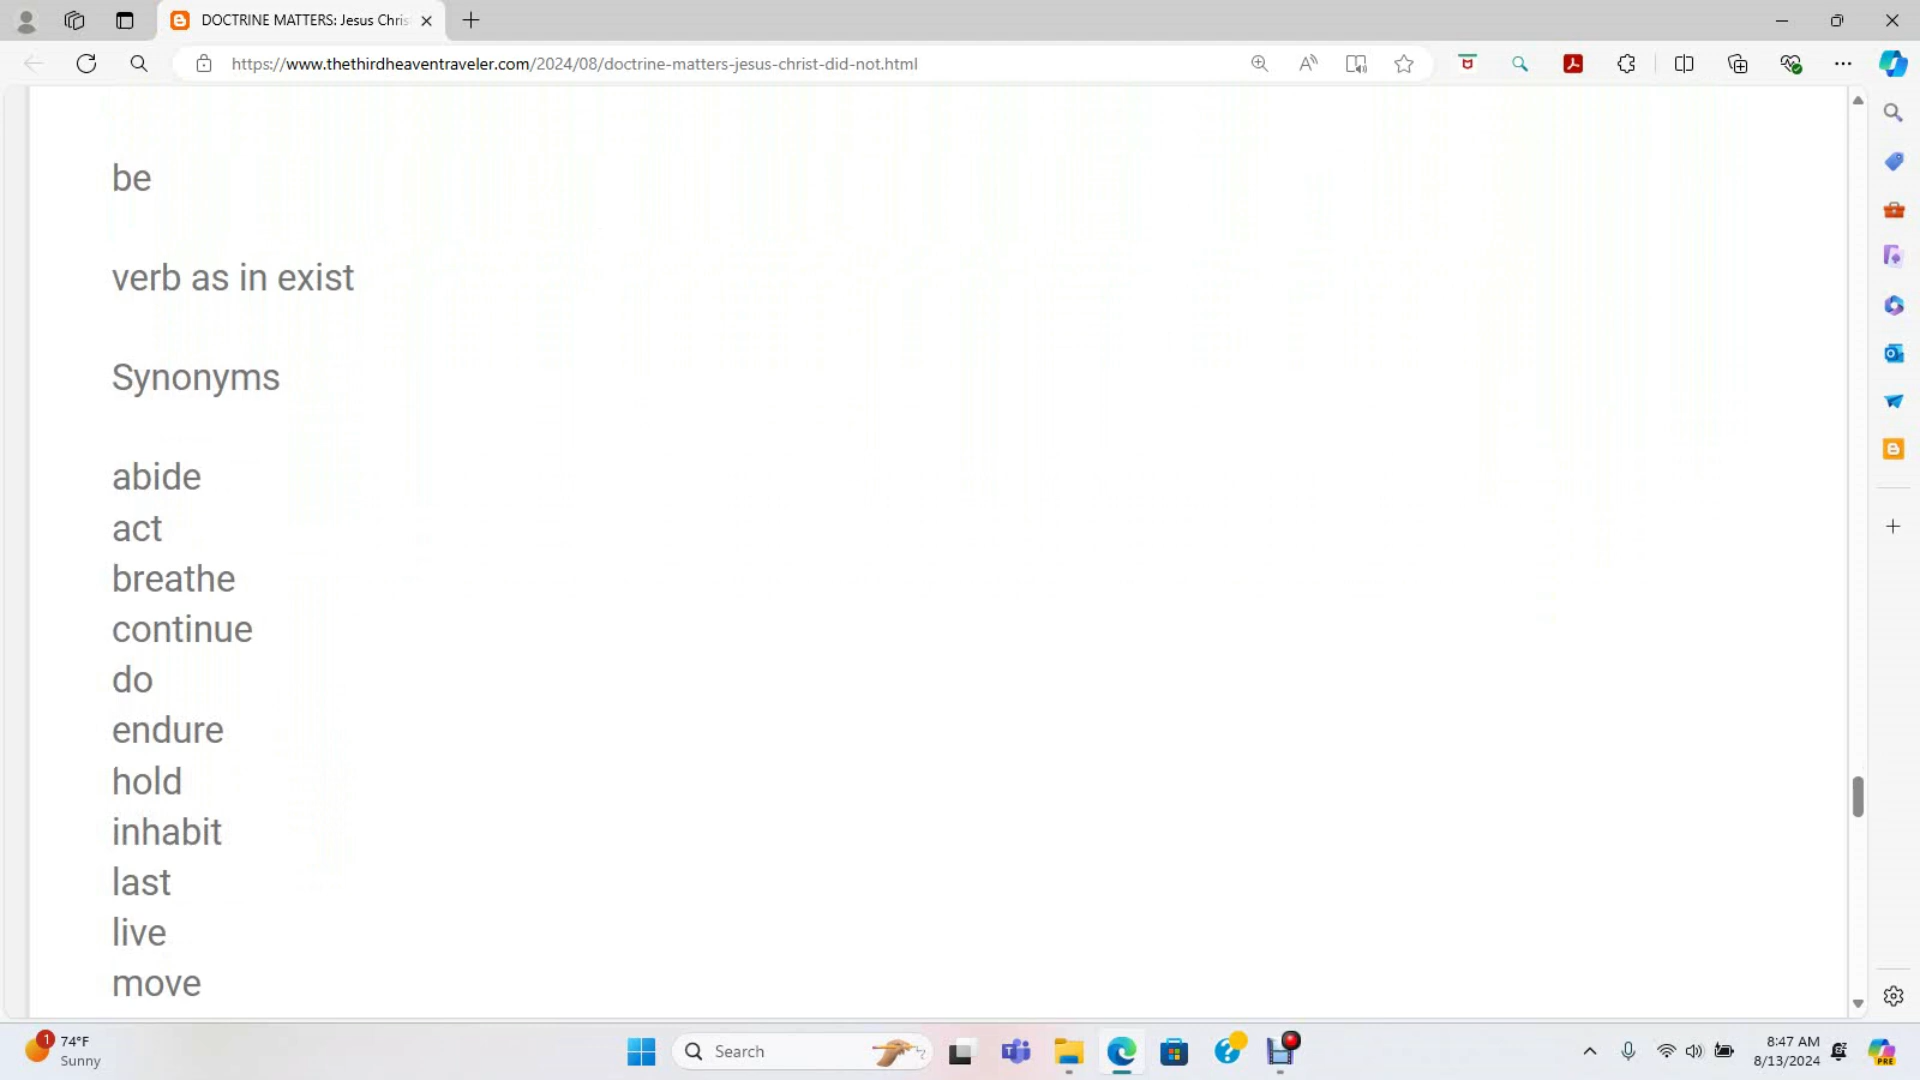 DOCTRINE MATTERS: Jesus Chris
https://www.thethirdheaventraveler.com/2024/08/doctrine-matters-jesus-christ-did-not.html
be
verb as in exist
Synonyms
abide
act
breathe
continue
do
endure
hold
inhabit
last
live
move
1
74°F
Sunny
Search
8:47 AM
8/13/2024
PRE